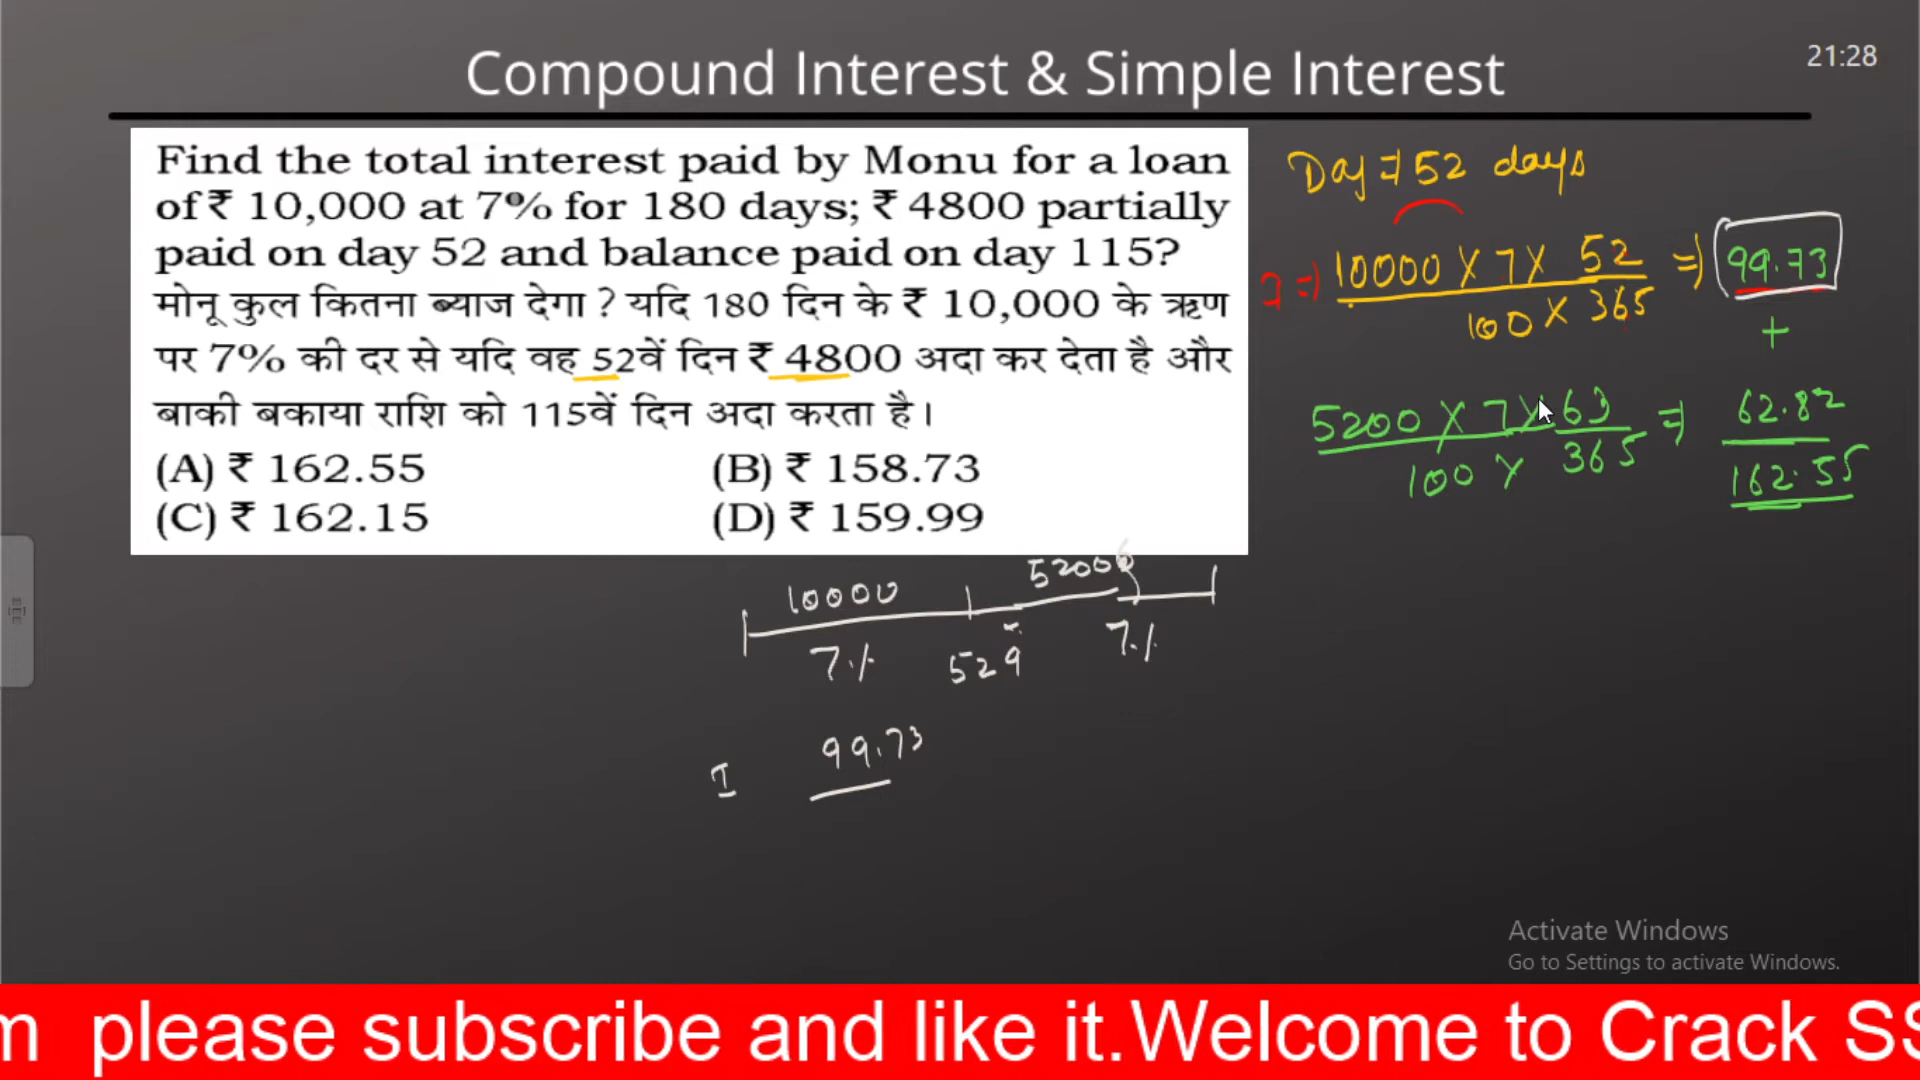 Compound Interest & Simple Interest
21:28
Find the total interest paid by Monu for a loan
of ₹ 10,000 at 7% for 180 days; ₹ 4800 partially
paid on day 52 and balance paid on day 115?
मोनू कुल कितना ब्याज देगा ? यदि 180 दिन के ₹ 10,000 के ऋण
पर 7% की दर से यदि वह 52वें दिन ₹ 4800 अदा कर देता है और
बाकी बकाया राशि को 115वें दिन अदा करता है।
(A) ₹ 162.55 (B) ₹ 158.73
(C) ₹ 162.15 (D) ₹ 159.99
Day ⇒ 52 days
⇒ 10000 X 7 X 52 ⇒ 99.73
100 X 365
+
5200 X 7 X 63 ⇒ 62.82
100 X 365
162.55
10000 5200
7% 52 7%
I 99.73
Activate Windows
Go to Settings to activate Windows.
m please subscribe and like it.Welcome to Crack SS